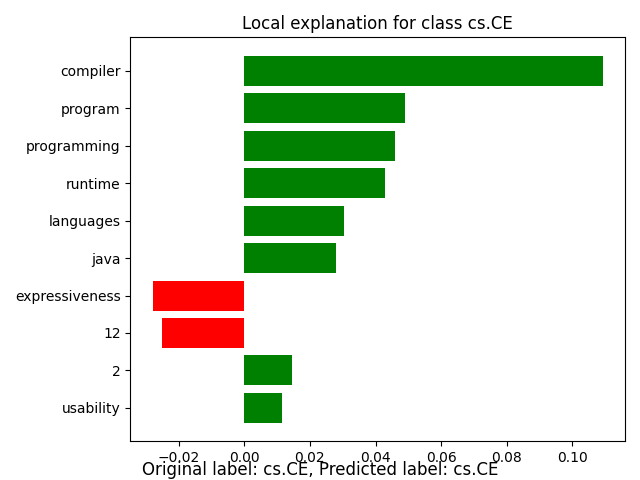 Local explanation for class cs.CE
compiler
program
programming
runtime
languages
java
expressiveness
12
2
usability
−0.02 0.00 0.02 0.04 0.06 0.08 0.10
Original label: cs.CE, Predicted label: cs.CE